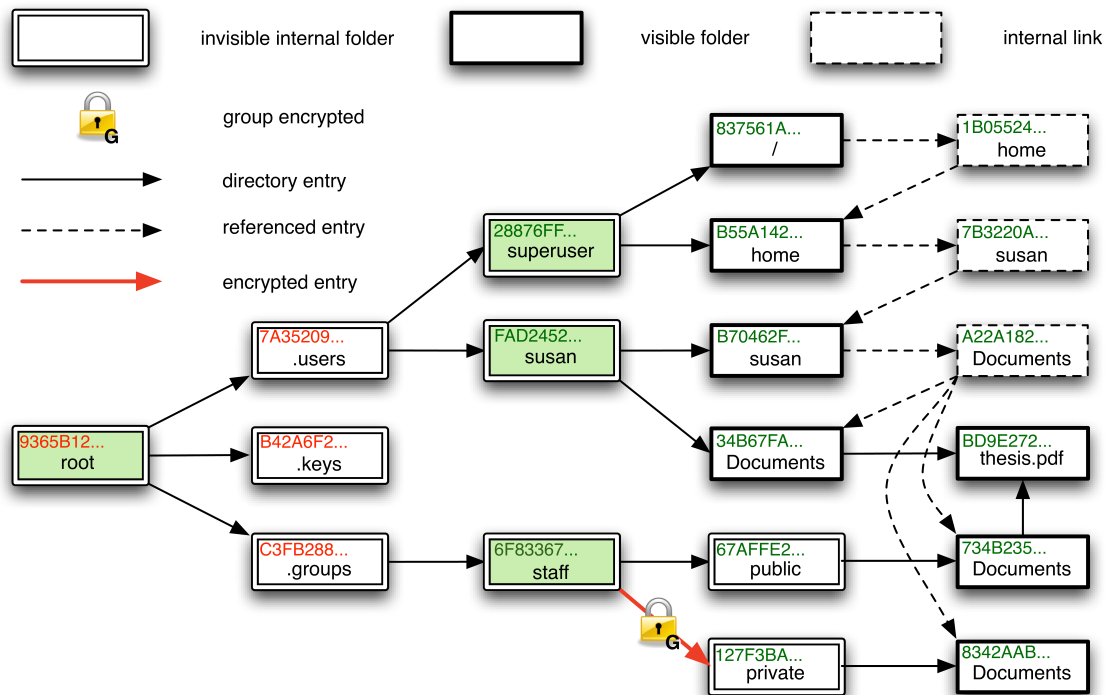 invisible internal folder
visible folder
internal link
G
group encrypted
directory entry
referenced entry
encrypted entry
837561A...
/
1B05524...
home
28876FF...
superuser
B55A142...
home
7B3220A...
susan
7A35209...
.users
FAD2452...
susan
B70462F...
susan
A22A182...
Documents
9365B12...
root
B42A6F2...
.keys
34B67FA...
Documents
BD9E272...
thesis.pdf
C3FB288...
.groups
6F83367...
staff
67AFFE2...
public
734B235...
Documents
G
127F3BA...
private
8342AAB...
Documents